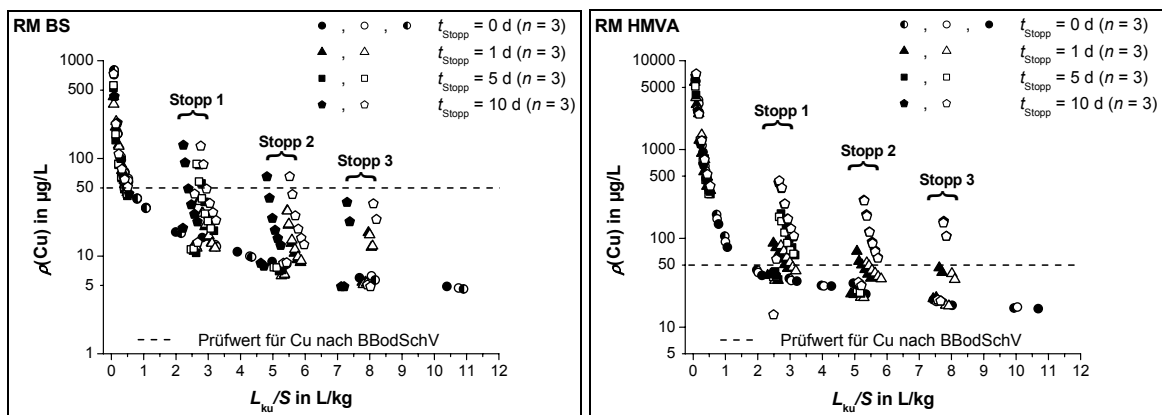 RM BS
● , ○ , ◐ t_Stopp = 0 d (n = 3)
▲ , △ t_Stopp = 1 d (n = 3)
■ , □ t_Stopp = 5 d (n = 3)
⬟ , ⬠ t_Stopp = 10 d (n = 3)
ρ(Cu) in µg/L
1000
500
100
50
10
5
1
Stopp 1
Stopp 2
Stopp 3
Prüfwert für Cu nach BBodSchV
0 1 2 3 4 5 6 7 8 9 10 11 12
L_ku/S in L/kg
RM HMVA
◐ , ○ , ● t_Stopp = 0 d (n = 3)
▲ , △ t_Stopp = 1 d (n = 3)
■ , □ t_Stopp = 5 d (n = 3)
⬟ , ⬠ t_Stopp = 10 d (n = 3)
ρ(Cu) in µg/L
10000
5000
1000
500
100
50
10
5
Stopp 1
Stopp 2
Stopp 3
Prüfwert für Cu nach BBodSchV
0 1 2 3 4 5 6 7 8 9 10 11 12
L_ku/S in L/kg